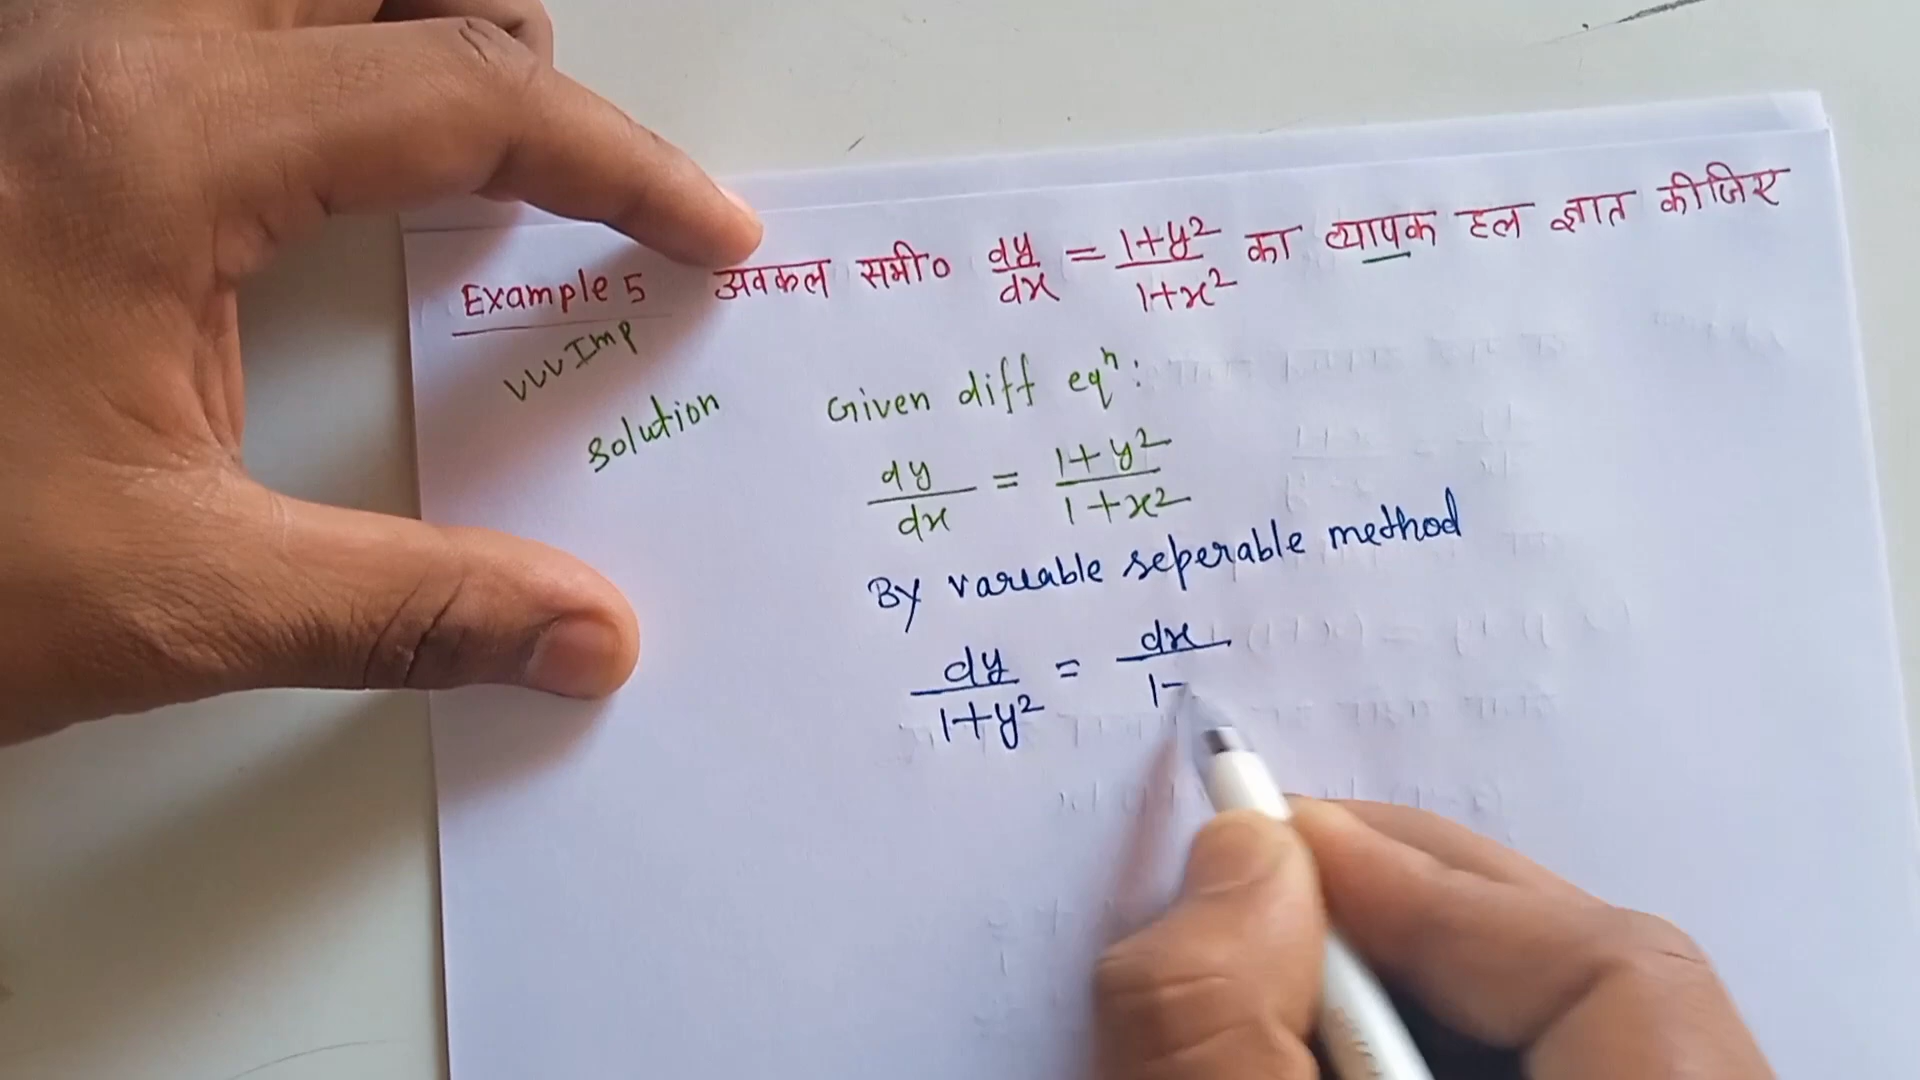 Example 5 अवकल समी० dy/dx = 1+y²/1+x² का व्यापक हल ज्ञात कीजिए
VVVImp
Solution Given diff eqⁿ:
dy/dx = 1+y²/1+x²
By variable seperable method
dy/1+y² = dx/1-